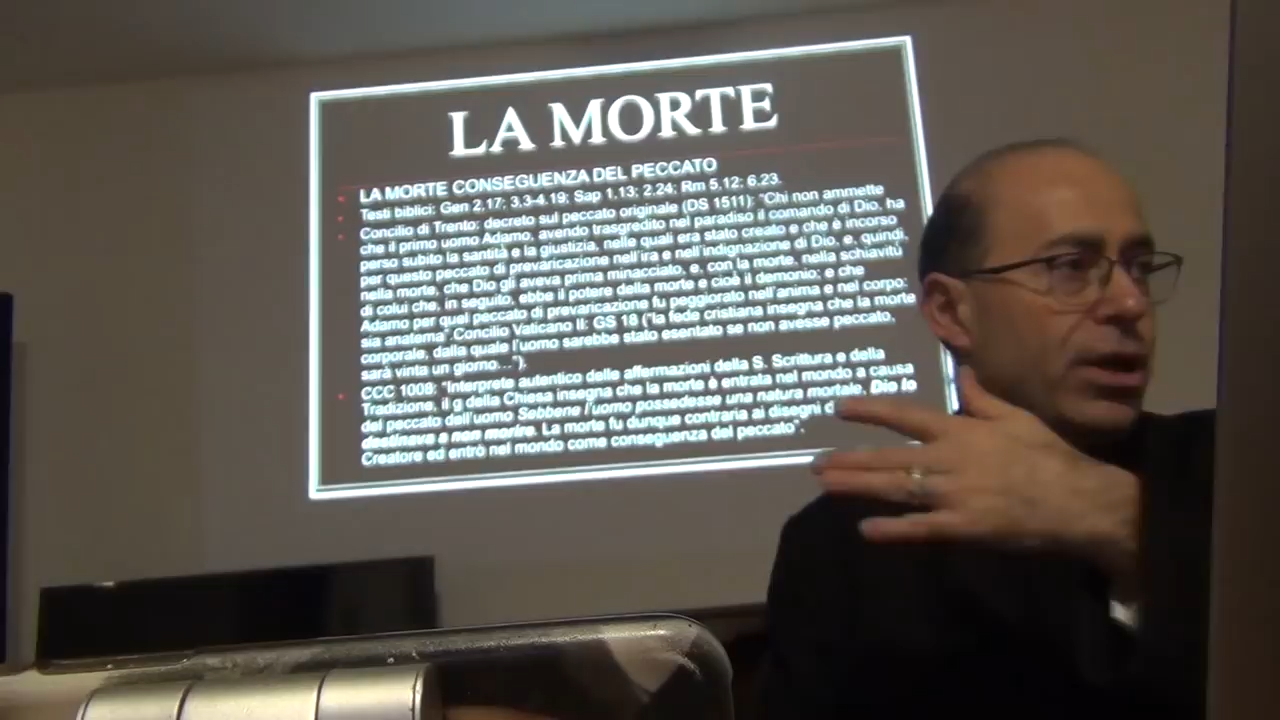 LA MORTE
LA MORTE CONSEGUENZA DEL PECCATO
Testi biblici: Gen 2,17; 3,3-4.19; Sap 1,13; 2.24; Rm 5,12; 6.23.
Concilio di Trento: decreto sul peccato originale (DS 1511): "Chi non ammette
che il primo uomo Adamo, avendo trasgredito nel paradiso il comando di Dio, ha
perso subito la santità e la giustizia, nelle quali era stato creato e che è incorso
per questo peccato di prevaricazione nell'ira e nell'indignazione di Dio, e, quindi,
nella morte, che Dio gli aveva prima minacciato, e, con la morte, nella schiavitù
di colui che, in seguito, ebbe il potere della morte e cioè il demonio; e che
Adamo per quel peccato di prevaricazione fu peggiorato nell'anima e nel corpo:
sia anatema".Concilio Vaticano II: GS 18 ("la fede cristiana insegna che la morte
corporale, dalla quale l'uomo sarebbe stato esentato se non avesse peccato,
sarà vinta un giorno…").
CCC 1008: "Interprete autentico delle affermazioni della S. Scrittura e della
Tradizione, il g della Chiesa insegna che la morte è entrata nel mondo a causa
del peccato dell'uomo Sebbene l'uomo possedesse una natura mortale, Dio lo
destinava a non morire. La morte fu dunque contraria ai disegni
Creatore ed entrò nel mondo come conseguenza del peccato".